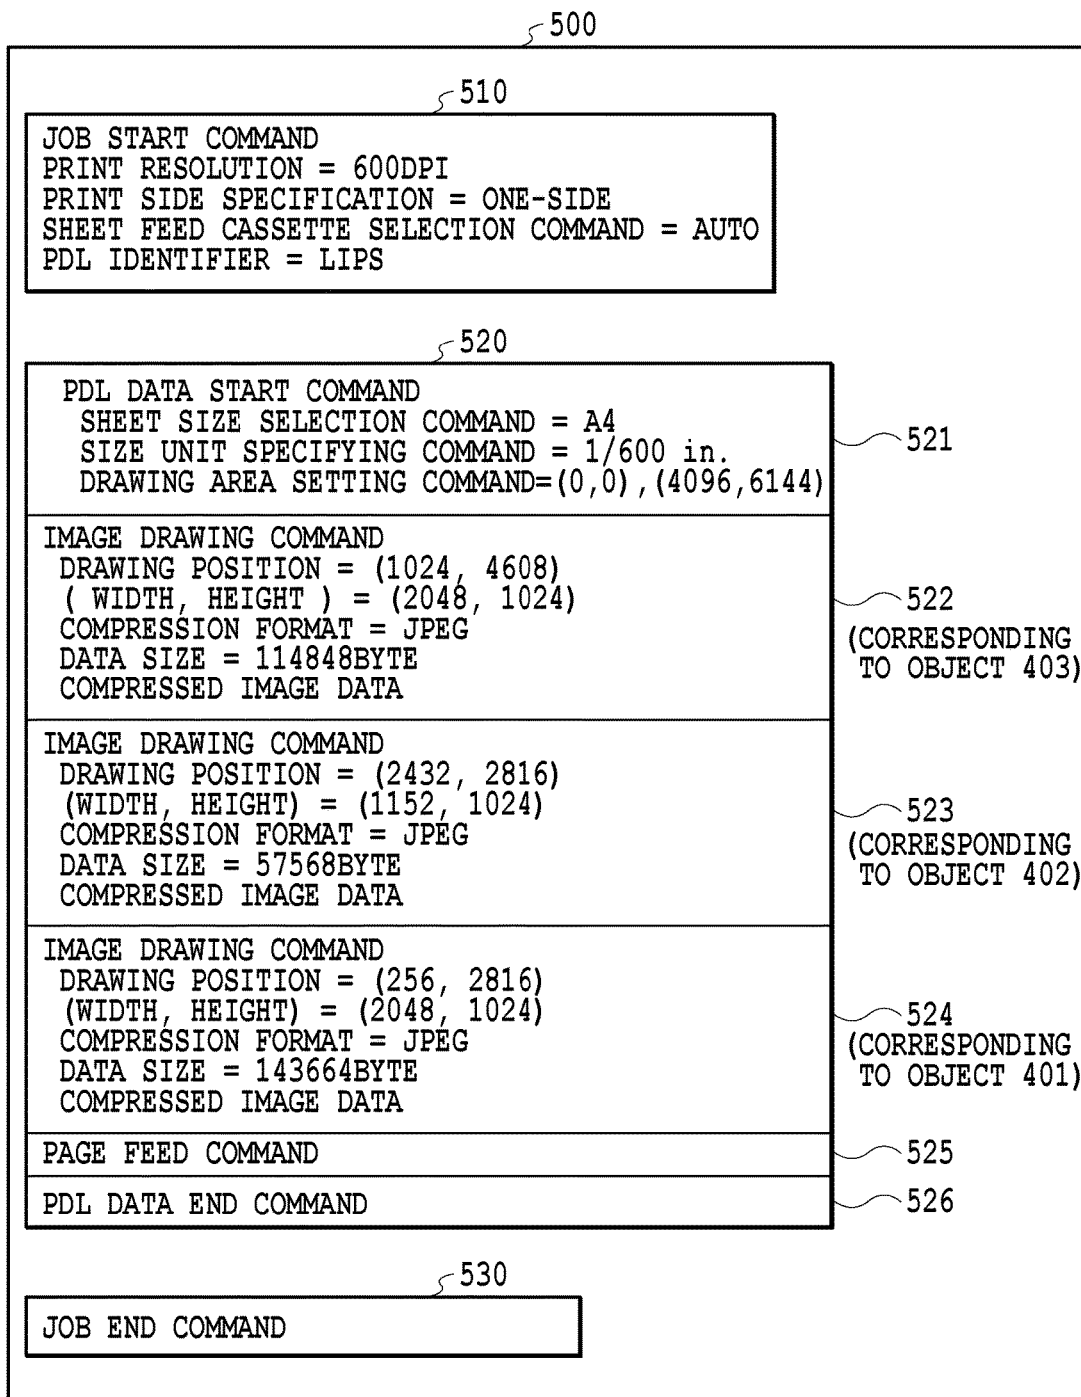 500
510
JOB START COMMAND
PRINT RESOLUTION = 600DPI
PRINT SIDE SPECIFICATION = ONE-SIDE
SHEET FEED CASSETTE SELECTION COMMAND = AUTO
PDL IDENTIFIER = LIPS
520
PDL DATA START COMMAND
SHEET SIZE SELECTION COMMAND = A4
SIZE UNIT SPECIFYING COMMAND = 1/600 in.
DRAWING AREA SETTING COMMAND=(0,0),(4096,6144)
521
IMAGE DRAWING COMMAND
DRAWING POSITION = (1024, 4608)
( WIDTH, HEIGHT ) = (2048, 1024)
COMPRESSION FORMAT = JPEG
DATA SIZE = 114848BYTE
COMPRESSED IMAGE DATA
522
(CORRESPONDING
TO OBJECT 403)
IMAGE DRAWING COMMAND
DRAWING POSITION = (2432, 2816)
(WIDTH, HEIGHT) = (1152, 1024)
COMPRESSION FORMAT = JPEG
DATA SIZE = 57568BYTE
COMPRESSED IMAGE DATA
523
(CORRESPONDING
TO OBJECT 402)
IMAGE DRAWING COMMAND
DRAWING POSITION = (256, 2816)
(WIDTH, HEIGHT) = (2048, 1024)
COMPRESSION FORMAT = JPEG
DATA SIZE = 143664BYTE
COMPRESSED IMAGE DATA
524
(CORRESPONDING
TO OBJECT 401)
PAGE FEED COMMAND
525
PDL DATA END COMMAND
526
530
JOB END COMMAND